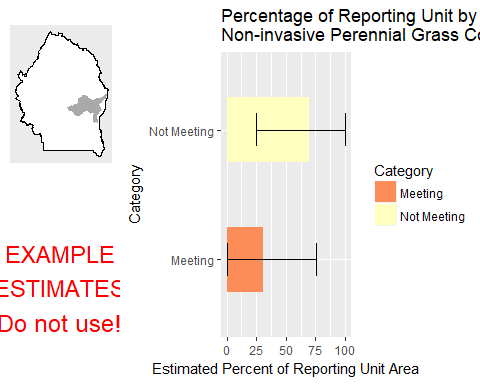 Percentage of Reporting Unit by
Non-invasive Perennial Grass Co
Not Meeting
Meeting
Category
0 25 50 75 100
Estimated Percent of Reporting Unit Area
Category
Meeting
Not Meeting
EXAMPLE
ESTIMATES
Do not use!